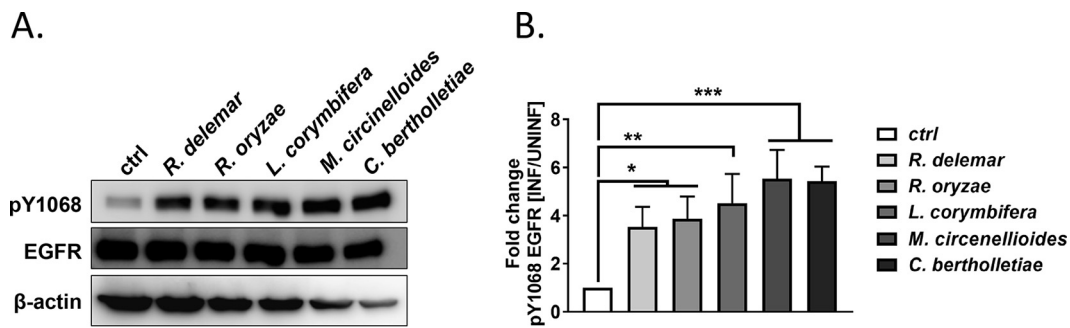 A.
ctrl
R. delemar
R. oryzae
L. corymbifera
M. circinelloides
C. bertholletiae
pY1068
EGFR
β-actin
B.
Fold change
pY1068 EGFR [INF/UNINF]
8
6
4
2
0
***
**
*
ctrl
R. delemar
R. oryzae
L. corymbifera
M. circenellioides
C. bertholletiae